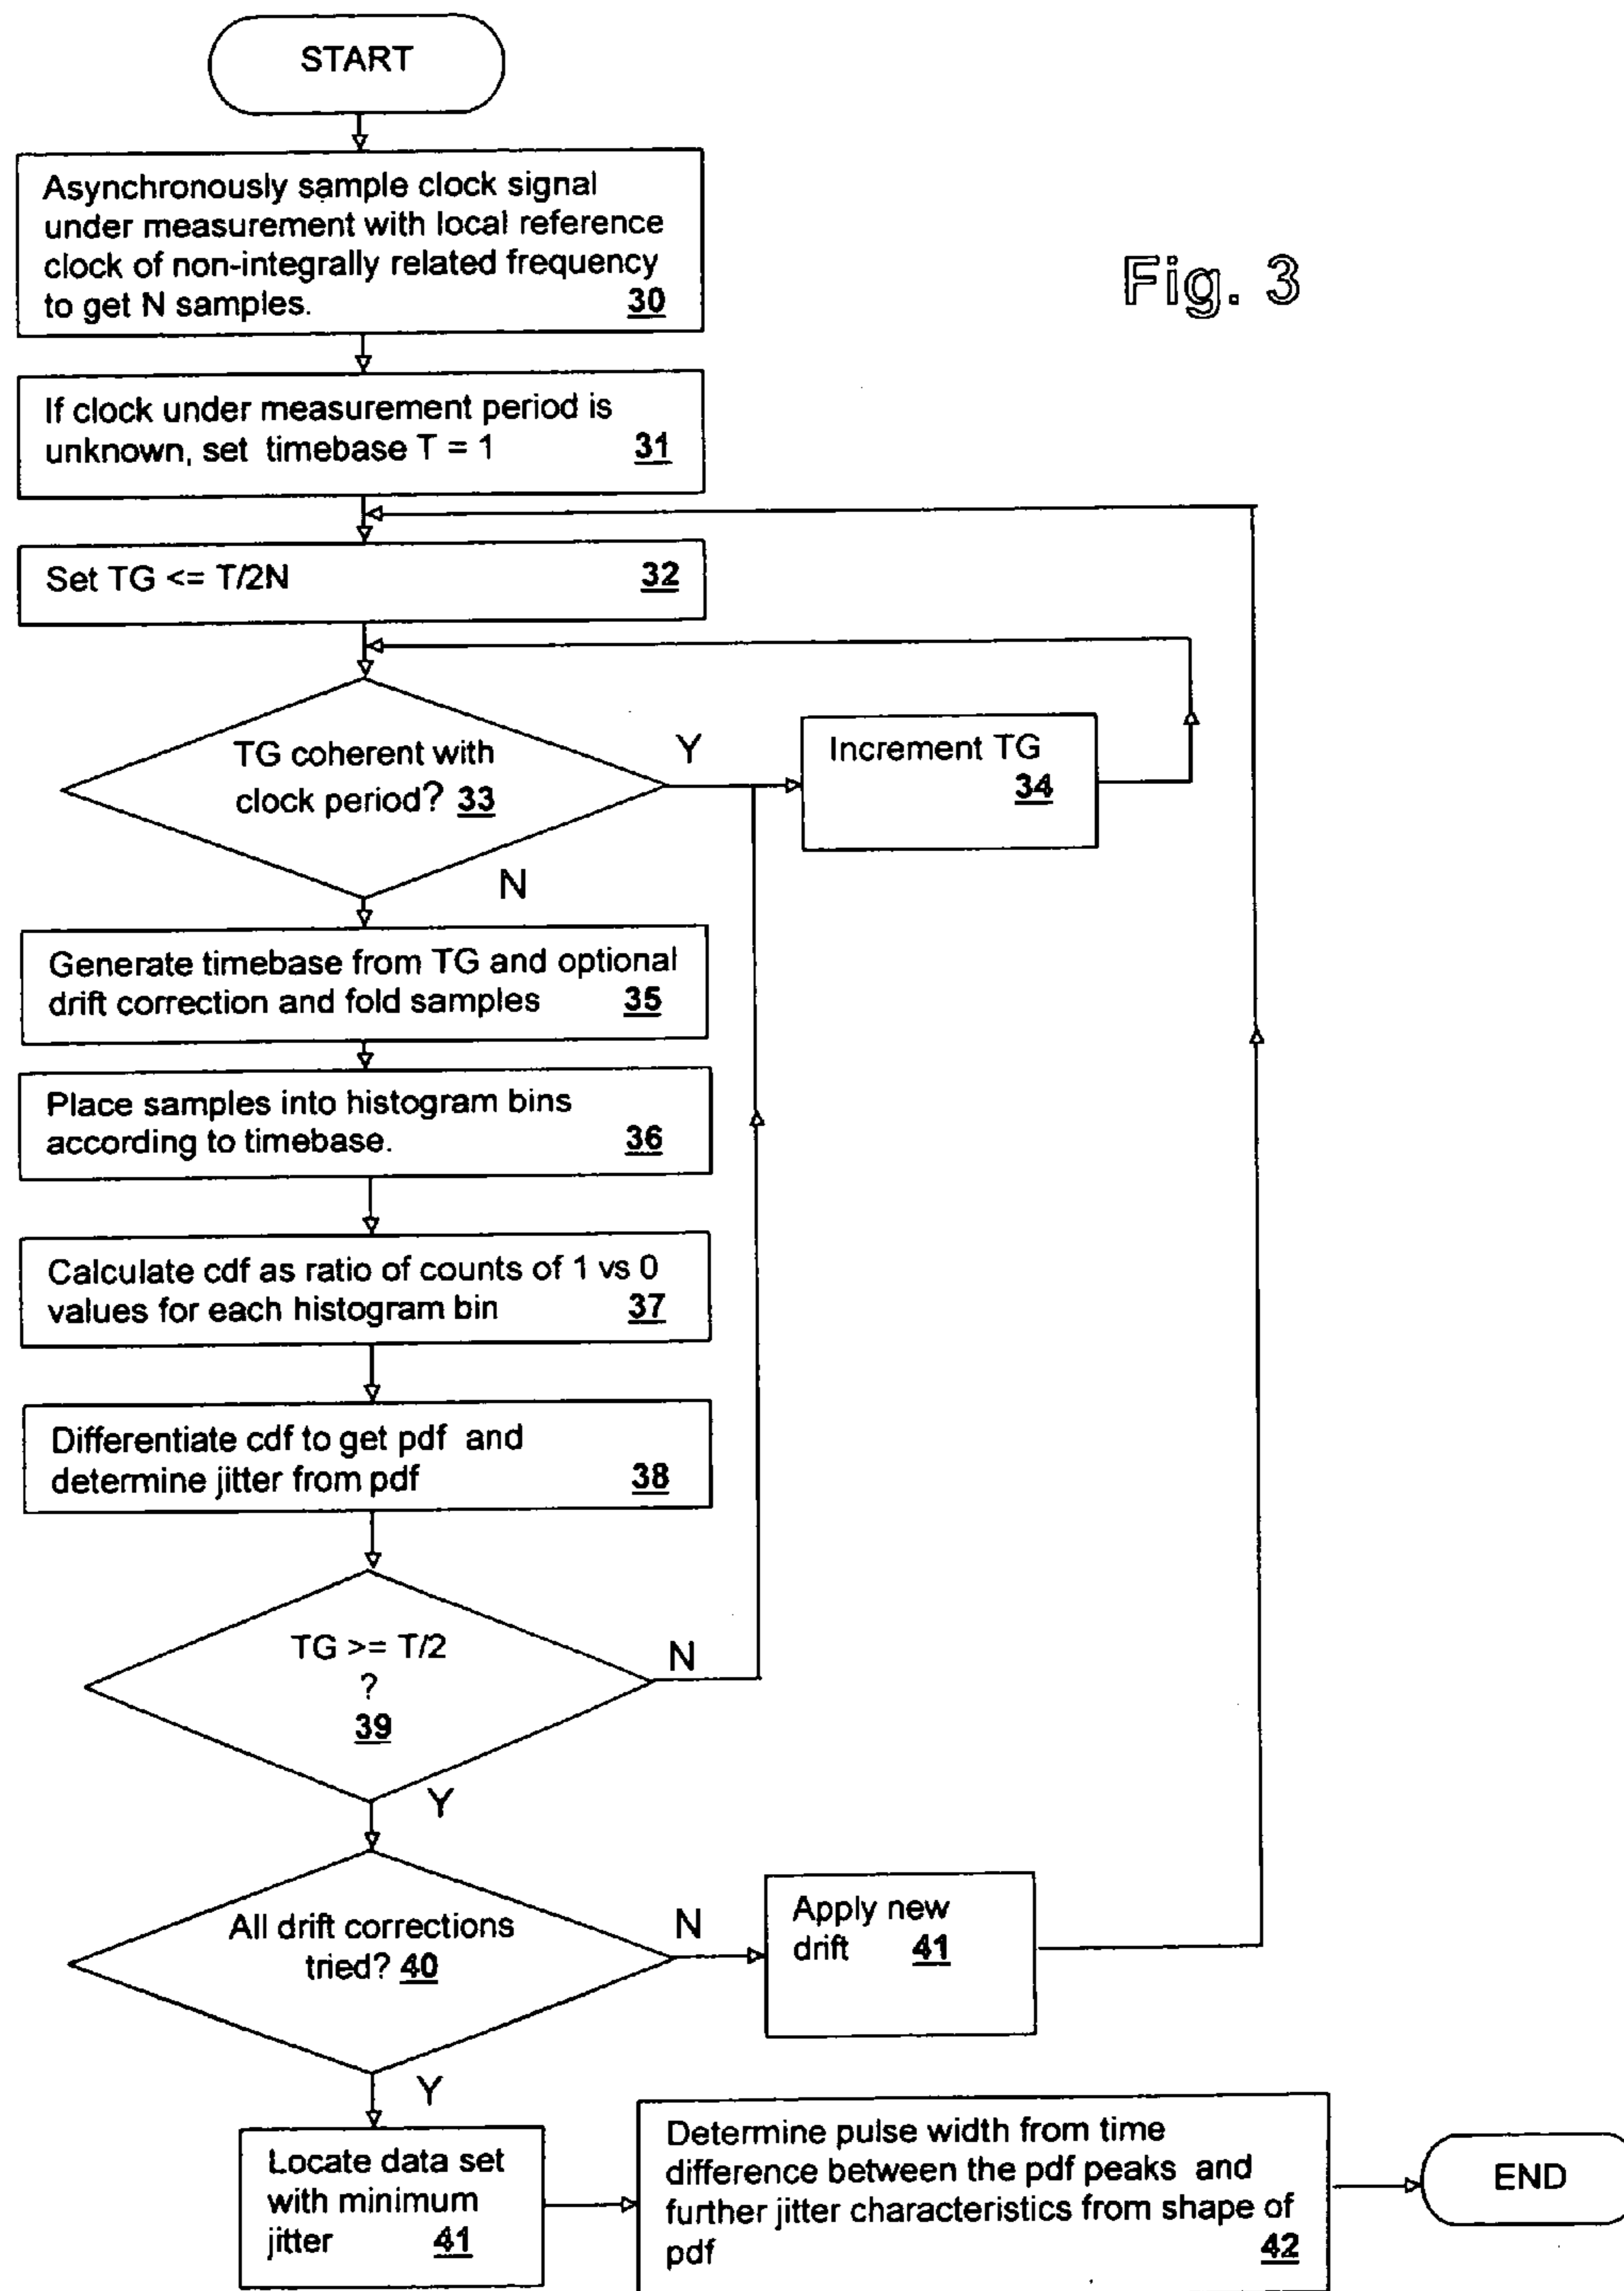 START
Asynchronously sample clock signal
under measurement with local reference
clock of non-integrally related frequency
to get N samples. 30
Fig. 3
If clock under measurement period is
unknown, set timebase T = 1 31
Set TG <= T/2N 32
TG coherent with
clock period? 33
Y
Increment TG
34
N
Generate timebase from TG and optional
drift correction and fold samples 35
Place samples into histogram bins
according to timebase. 36
Calculate cdf as ratio of counts of 1 vs 0
values for each histogram bin 37
Differentiate cdf to get pdf and
determine jitter from pdf 38
TG >= T/2
?
39
N
Y
All drift corrections
tried? 40
N
Apply new
drift 41
Y
Locate data set
with minimum
jitter 41
Determine pulse width from time
difference between the pdf peaks and
further jitter characteristics from shape of
pdf 42
END